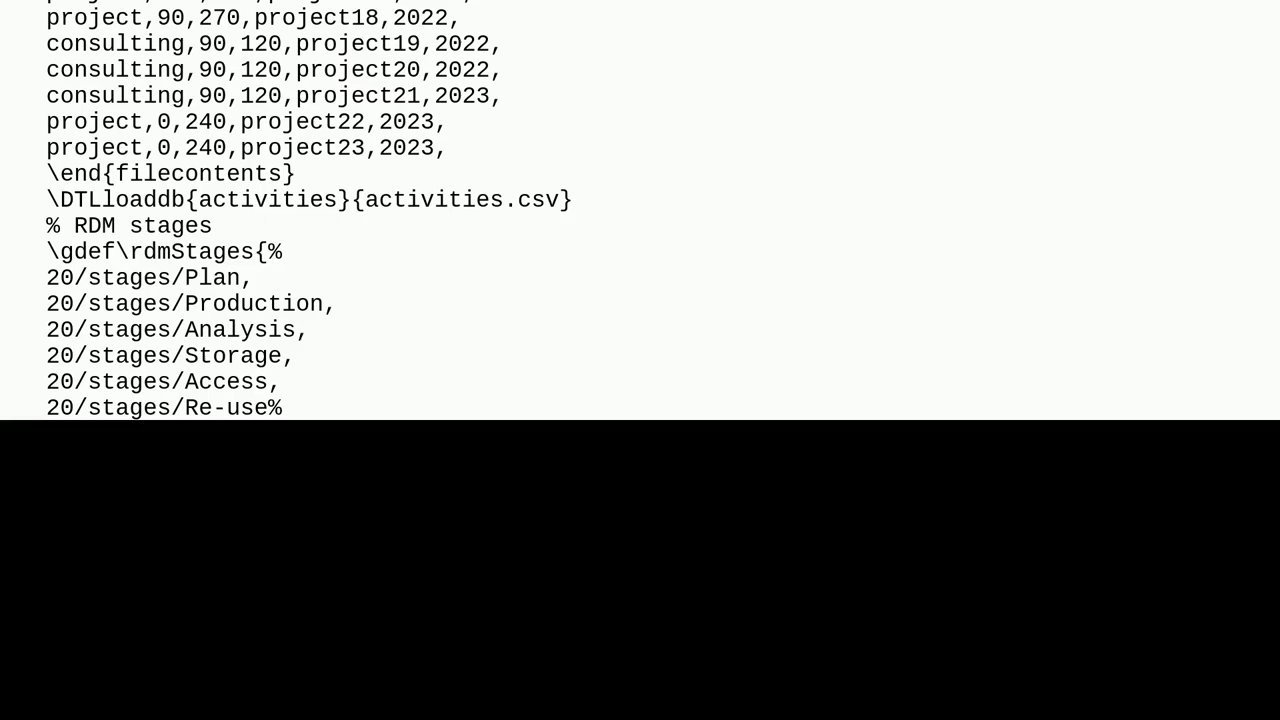 project,90,270,project18,2022,
consulting,90,120,project19,2022,
consulting,90,120,project20,2022,
consulting,90,120,project21,2023,
project,0,240,project22,2023,
project,0,240,project23,2023,
\end{filecontents}
\DTLloaddb{activities}{activities.csv}
% RDM stages
\gdef\rdmStages{%
20/stages/Plan,
20/stages/Production,
20/stages/Analysis,
20/stages/Storage,
20/stages/Access,
20/stages/Re-use%